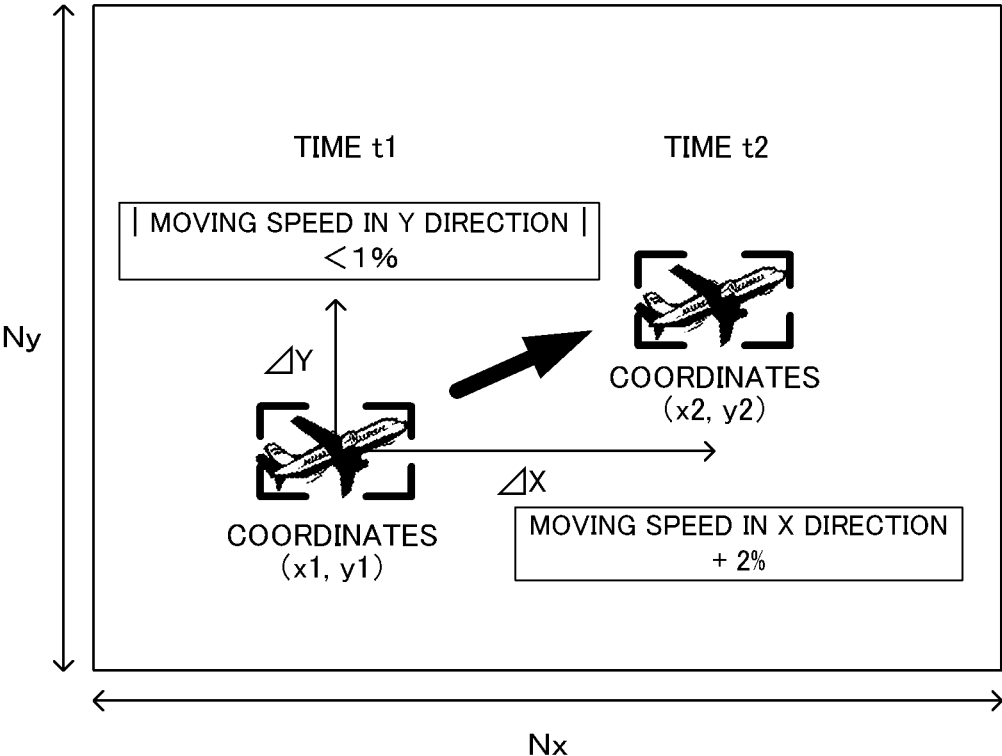 TIME t1
TIME t2
| MOVING SPEED IN Y DIRECTION |
<1%
Ny
⊿Y
COORDINATES
(x2, y2)
⊿X
COORDINATES
(x1, y1)
MOVING SPEED IN X DIRECTION
+ 2%
Nx